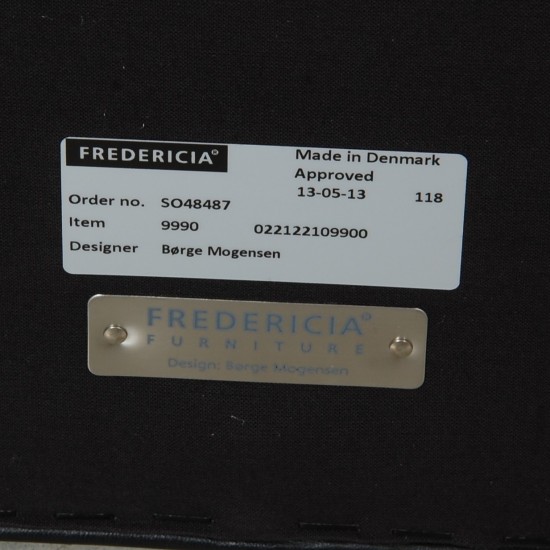 FREDERICIA® Made in Denmark
Approved
13-05-13 118
Order no. SO48487
Item 9990 022122109900
Designer Børge Mogensen
FREDERICIA®
FURNITURE
Design: Børge Mogensen